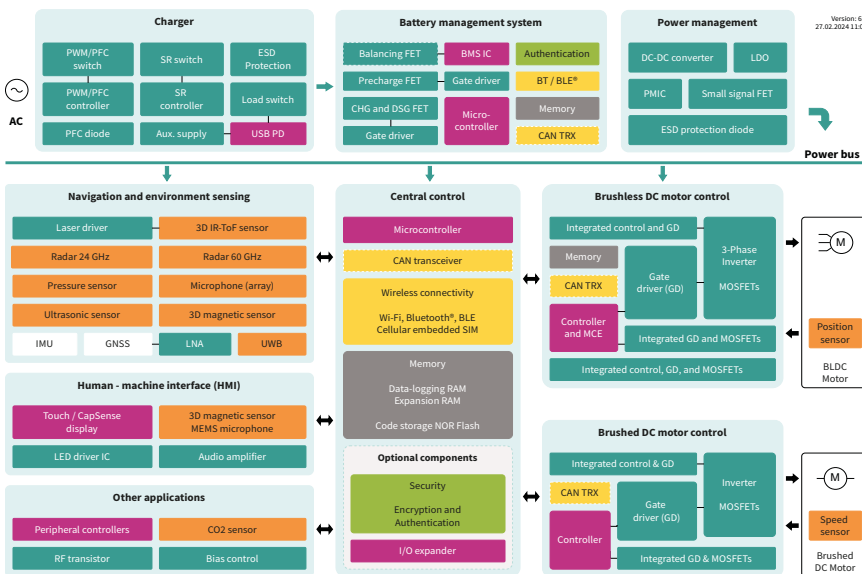 Charger
PWM/PFC
switch
SR switch
ESD
Protection
PWM/PFC
controller
SR
controller
Load switch
PFC diode
Aux. supply
USB PD
AC
Battery management system
Balancing FET
BMS IC
Authentication
Precharge FET
Gate driver
BT / BLE®
CHG and DSG FET
Micro-
controller
Memory
Gate driver
CAN TRX
Power management
DC-DC converter
LDO
PMIC
Small signal FET
ESD protection diode
27.02.2024
Power bus
Navigation and environment sensing
Laser driver
3D IR-ToF sensor
Radar 24 GHz
Radar 60 GHz
Pressure sensor
Microphone (array)
Ultrasonic sensor
3D magnetic sensor
IMU
GNSS
LNA
UWB
Human - machine interface (HMI)
Touch / CapSense
display
3D magnetic sensor
MEMS microphone
LED driver IC
Audio amplifier
Other applications
Peripheral controllers
CO2 sensor
RF transistor
Bias control
Central control
Microcontroller
CAN transceiver
Wireless connectivity
Wi-Fi, Bluetooth®, BLE
Cellular embedded SIM
Memory
Data-logging RAM
Expansion RAM
Code storage NOR Flash
Optional components
Security
Encryption and
Authentication
I/O expander
Brushless DC motor control
Integrated control and GD
Memory
CAN TRX
Gate
driver (GD)
3-Phase
Inverter
MOSFETs
Controller
and MCE
Integrated GD and MOSFETs
Integrated control, GD, and MOSFETs
M
Position
sensor
BLDC
Motor
Brushed DC motor control
Integrated control & GD
CAN TRX
Gate
driver (GD)
Inverter
MOSFETs
Controller
Integrated GD & MOSFETs
M
Speed
sensor
Brushed
DC Motor